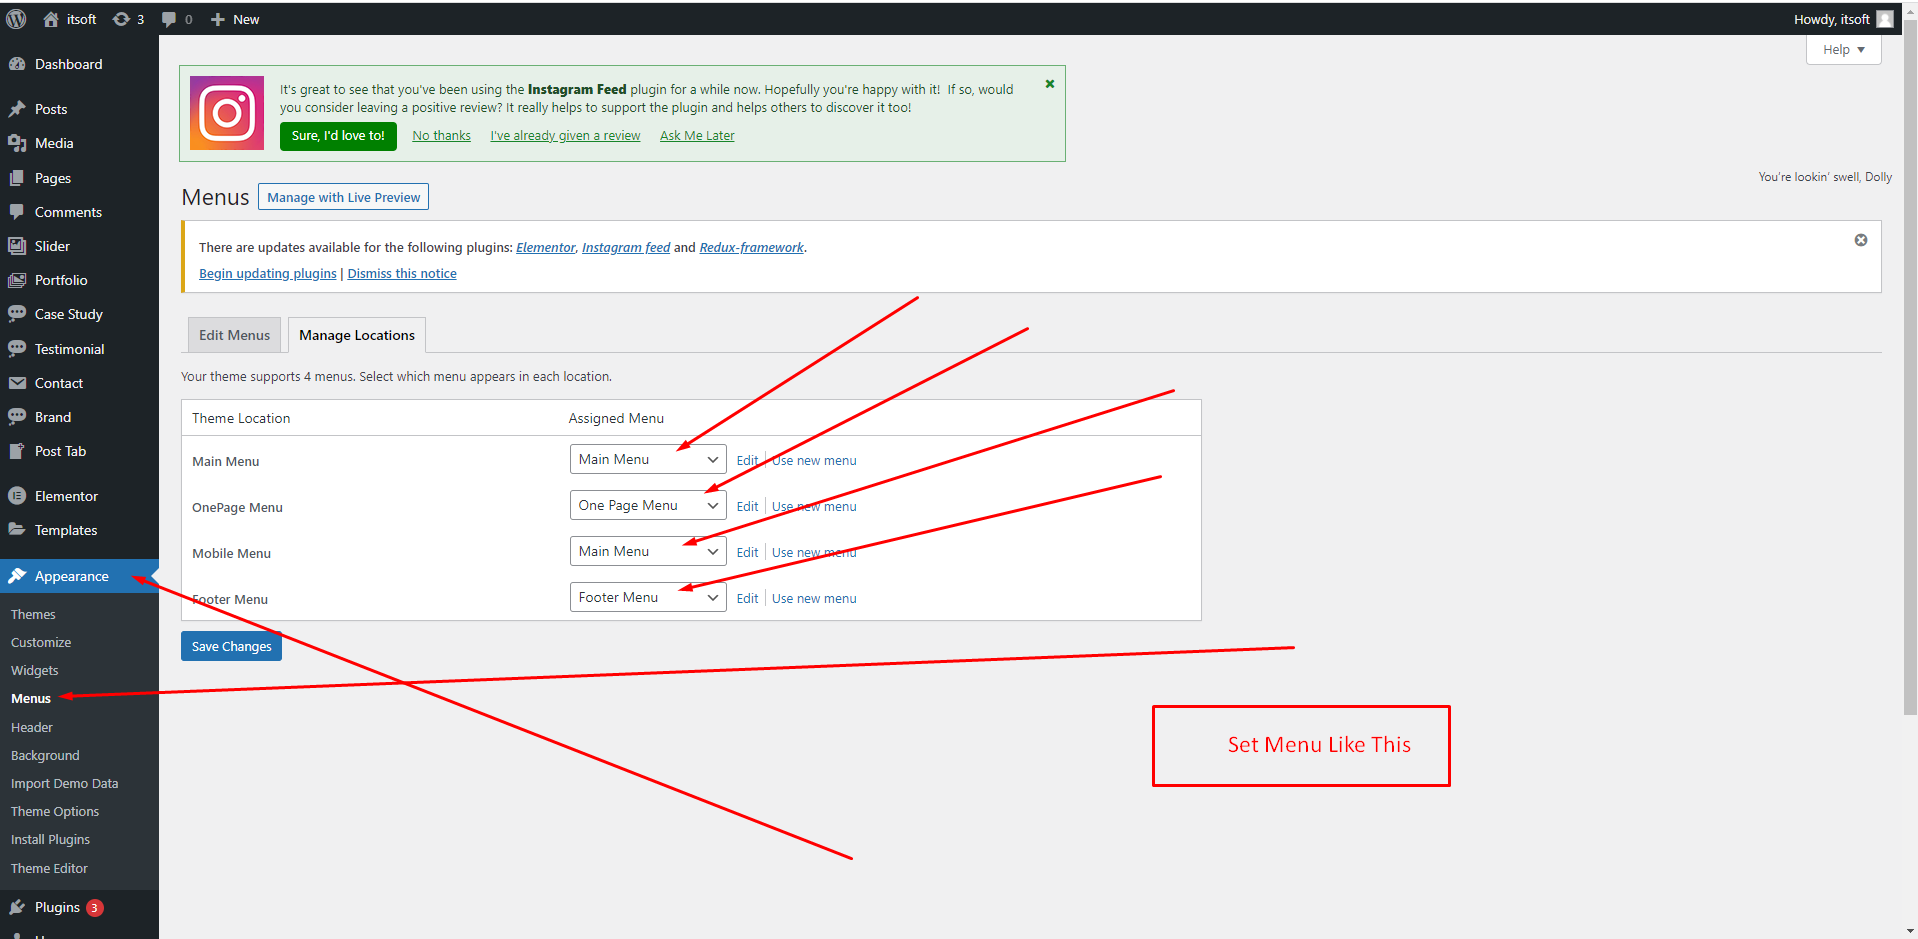 itsoft
3
0
New
Howdy, itsoft
Help
Dashboard
Posts
Media
Pages
Comments
Slider
Portfolio
Case Study
Testimonial
Contact
Brand
Post Tab
Elementor
Templates
Appearance
Themes
Customize
Widgets
Menus
Header
Background
Import Demo Data
Theme Options
Install Plugins
Theme Editor
Plugins 3
It's great to see that you've been using the Instagram Feed plugin for a while now. Hopefully you're happy with it! If so, would
you consider leaving a positive review? It really helps to support the plugin and helps others to discover it too!
Sure, I'd love to! No thanks I've already given a review Ask Me Later
You're lookin' swell, Dolly
Menus Manage with Live Preview
There are updates available for the following plugins: Elementor, Instagram feed and Redux-framework.
Begin updating plugins | Dismiss this notice
Edit Menus Manage Locations
Your theme supports 4 menus. Select which menu appears in each location.
Theme Location Assigned Menu
Main Menu Main Menu Edit Use new menu
OnePage Menu One Page Menu Edit Use new menu
Mobile Menu Main Menu Edit Use new menu
Footer Menu Footer Menu Edit Use new menu
Save Changes
Set Menu Like This